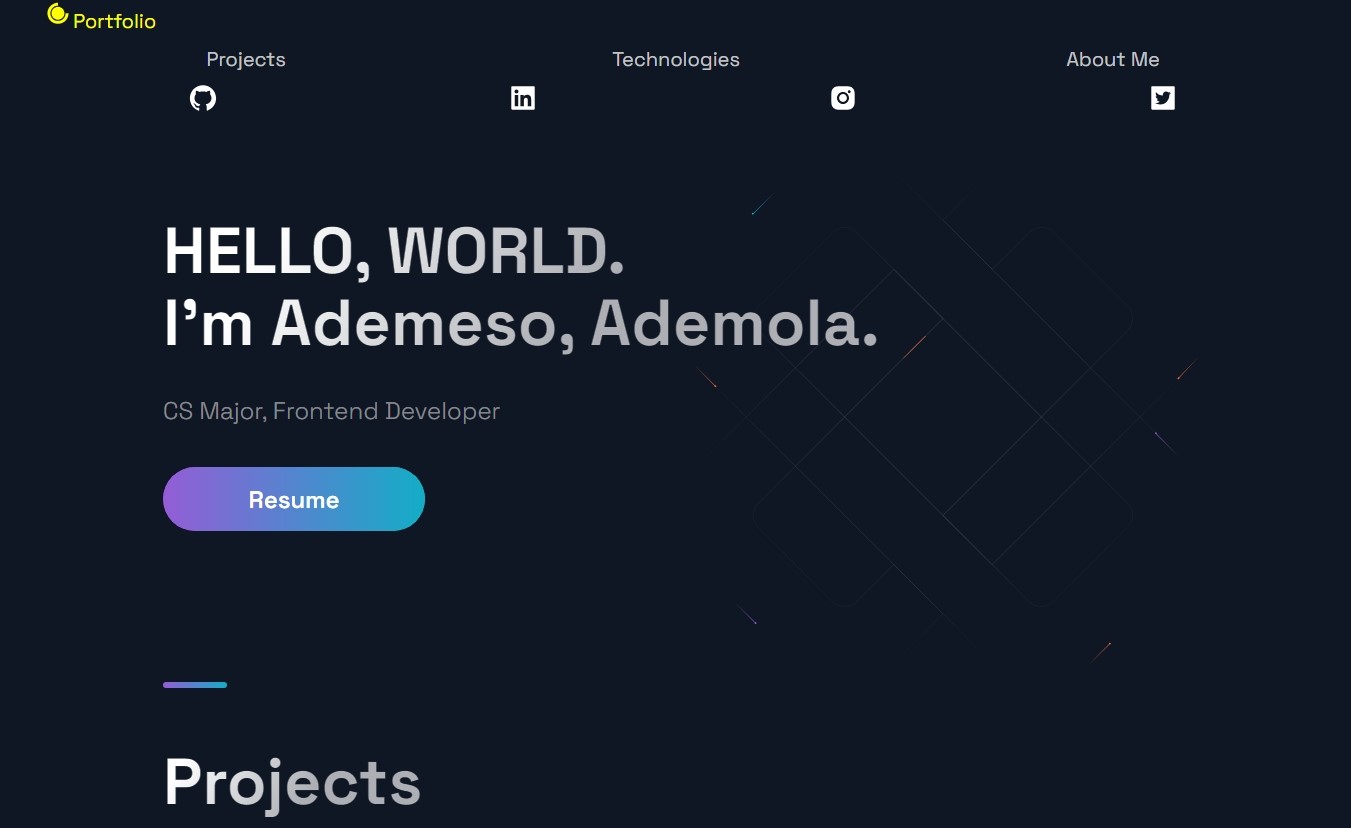 Portfolio
Projects
Technologies
About Me
HELLO, WORLD.
I’m Ademeso, Ademola.
CS Major, Frontend Developer
Resume
Projects